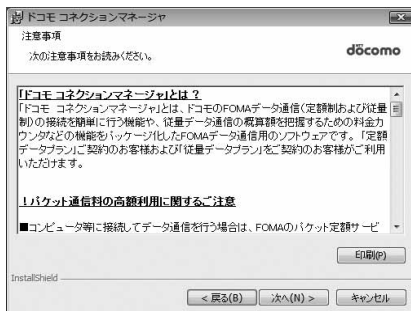 ドコモ コネクションマネージャ
注意事項
次の注意事項をお読みください。
döcomo
「ドコモ コネクションマネージャ」とは？
「ドコモ コネクションマネージャ」とは、ドコモのFOMAデータ通信（定額制および従量
制）の接続を簡単に行う機能や、従量データ通信の概算額を把握するための料金カ
ウンタなどの機能をパッケージ化したFOMAデータ通信用のソフトウェアです。「定額
データプラン」ご契約のお客様および「従量データプラン」をご契約のお客様がご利用
いただけます。
！パケット通信料の高額利用に関するご注意
■コンピュータ等に接続してデータ通信を行う場合は、FOMAのパケット定額サービ
印刷(P)
InstallShield
< 戻る(B)
次へ(N) >
キャンセル